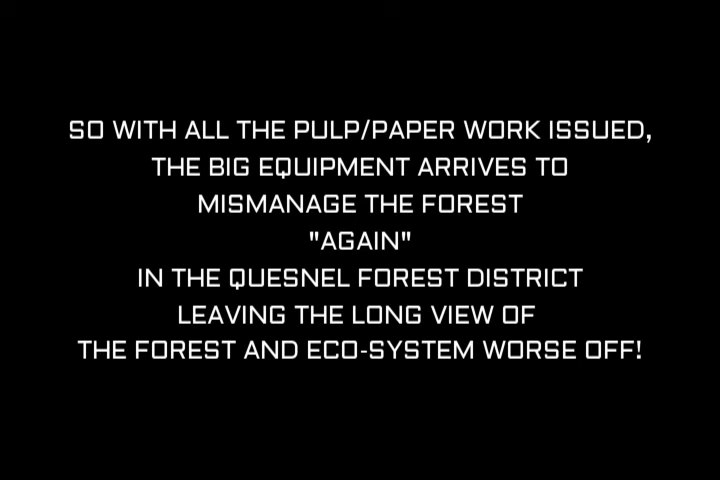 SO WITH ALL THE PULP/PAPER WORK ISSUED,
THE BIG EQUIPMENT ARRIVES TO
MISMANAGE THE FOREST
"AGAIN"
IN THE QUESNEL FOREST DISTRICT
LEAVING THE LONG VIEW OF
THE FOREST AND ECO-SYSTEM WORSE OFF!